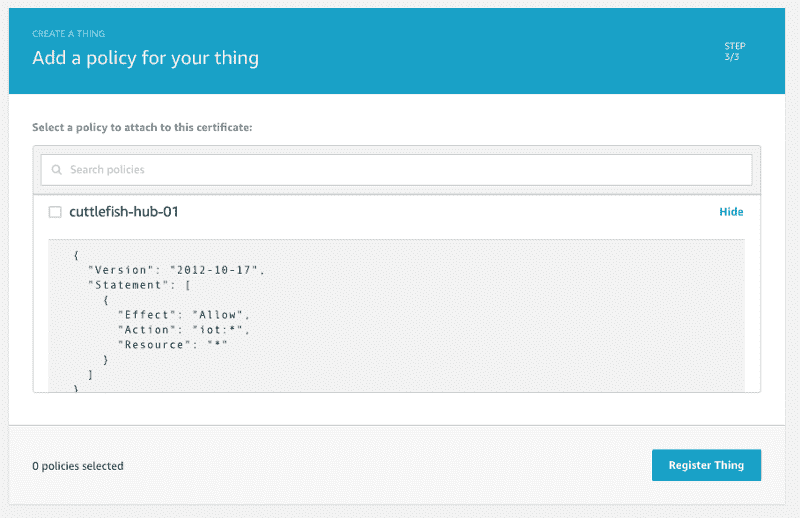 CREATE A THING
Add a policy for your thing
STEP
3/3
Select a policy to attach to this certificate:
Search policies
cuttlefish-hub-01
Hide
{
"Version": "2012-10-17",
"Statement": [
{
"Effect": "Allow",
"Action": "iot:*",
"Resource": "*"
}
]
}
0 policies selected
Register Thing